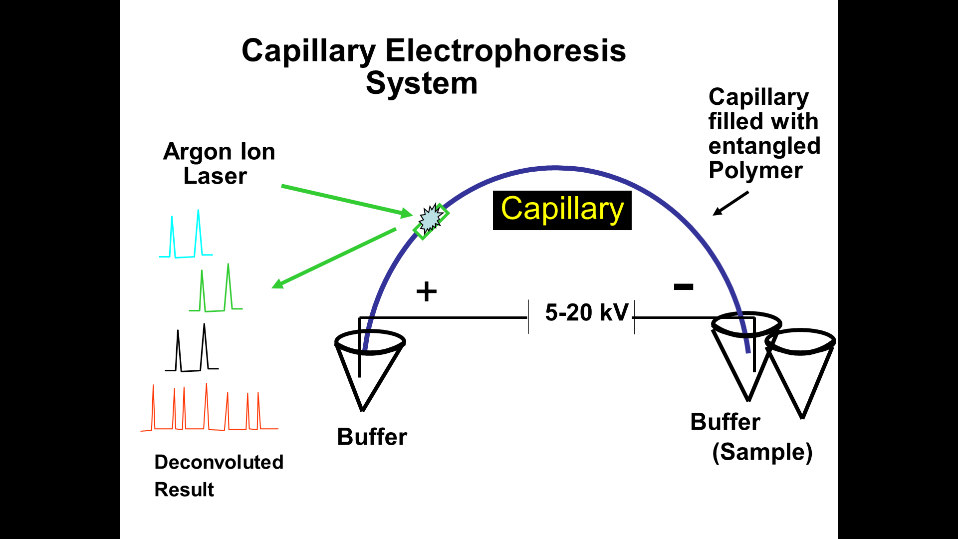 Capillary Electrophoresis
System
Capillary
filled with
entangled
Polymer
Argon Ion
Laser
Capillary
+
-
5-20 kV
Buffer
Buffer
(Sample)
Deconvoluted
Result